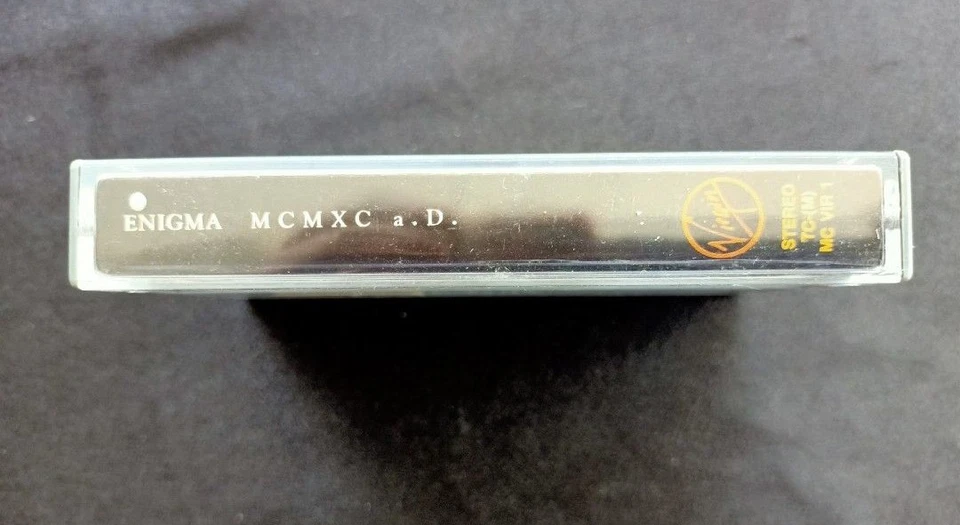 ENIGMA MCMXC a.D.
Virgin
STEREO
TC-(M)
MC VIR 1